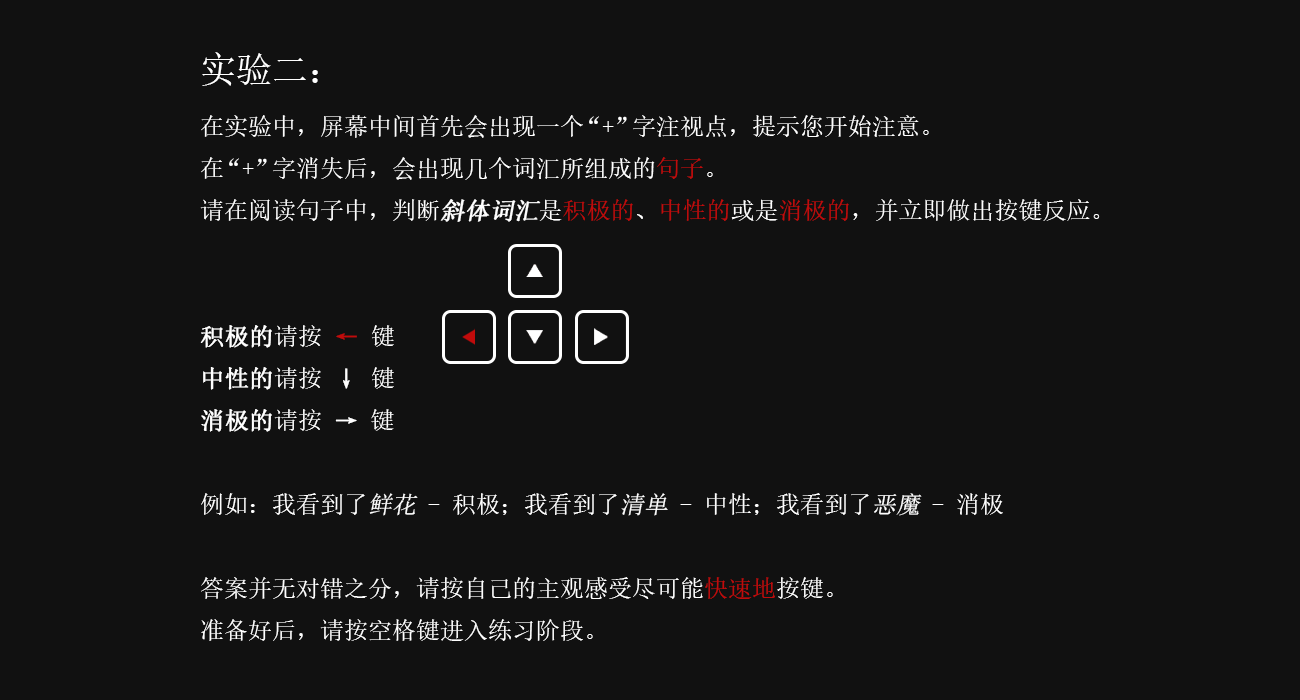 实验二：
在实验中，屏幕中间首先会出现一个“+”字注视点，提示您开始注意。
在“+”字消失后，会出现几个词汇所组成的句子。
请在阅读句子中，判断斜体词汇是积极的、中性的或是消极的，并立即做出按键反应。
▲
积极的请按 ← 键 ◀ ▼ ▶
中性的请按 ↓ 键
消极的请按 → 键
例如：我看到了鲜花 – 积极；我看到了清单 – 中性；我看到了恶魔 – 消极
答案并无对错之分，请按自己的主观感受尽可能快速地按键。
准备好后，请按空格键进入练习阶段。